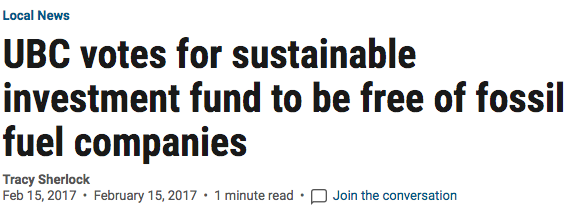 Local News
UBC votes for sustainable
investment fund to be free of fossil
fuel companies
Tracy Sherlock
Feb 15, 2017 • February 15, 2017 • 1 minute read • Join the conversation